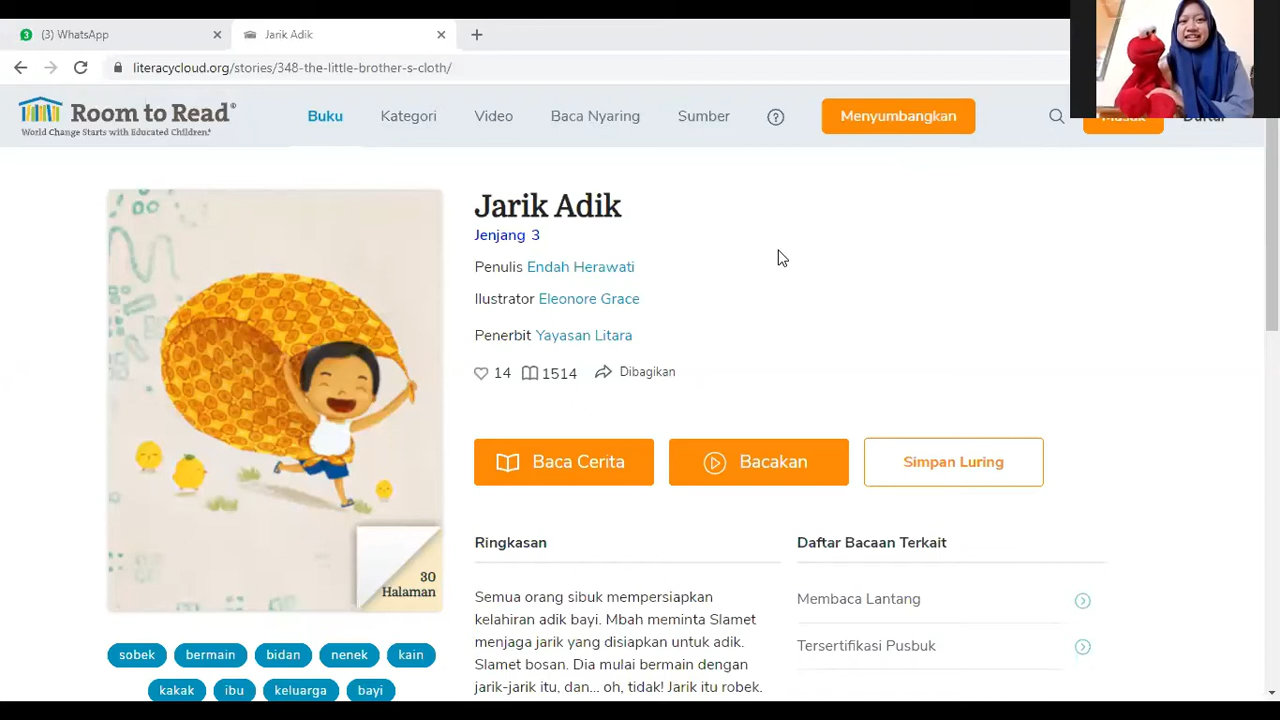 (3) WhatsApp
Jarik Adik
literacycloud.org/stories/348-the-little-brother-s-cloth/
Room to Read®
World Change Starts with Educated Children.®
Buku
Kategori
Video
Baca Nyaring
Sumber
Menyumbangkan
Jarik Adik
Jenjang 3
Penulis Endah Herawati
Ilustrator Eleonore Grace
Penerbit Yayasan Litara
14 1514 Dibagikan
Baca Cerita
Bacakan
Simpan Luring
30
Halaman
Ringkasan
Semua orang sibuk mempersiapkan
kelahiran adik bayi. Mbah meminta Slamet
menjaga jarik yang disiapkan untuk adik.
Slamet bosan. Dia mulai bermain dengan
jarik-jarik itu, dan... oh, tidak! Jarik itu robek.
Daftar Bacaan Terkait
Membaca Lantang
Tersertifikasi Pusbuk
sobek bermain bidan nenek kain
kakak ibu keluarga bayi